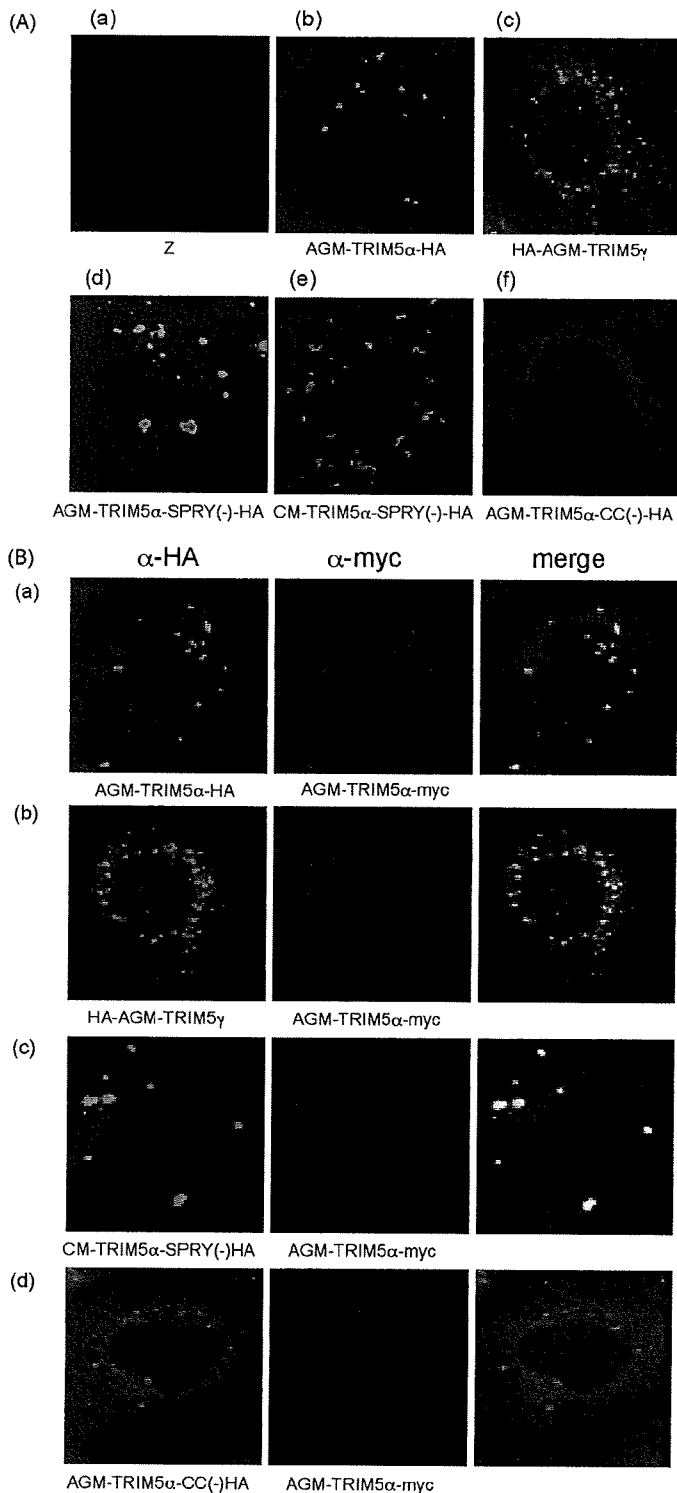 (A)
(a) (b) (c)
Z AGM-TRIM5α-HA HA-AGM-TRIM5γ
(d) (e) (f)
AGM-TRIM5α-SPRY(-)-HA CM-TRIM5α-SPRY(-)-HA AGM-TRIM5α-CC(-)-HA
(B) α-HA α-myc merge
(a)
AGM-TRIM5α-HA AGM-TRIM5α-myc
(b)
HA-AGM-TRIM5γ AGM-TRIM5α-myc
(c)
CM-TRIM5α-SPRY(-)HA AGM-TRIM5α-myc
(d)
AGM-TRIM5α-CC(-)HA AGM-TRIM5α-myc